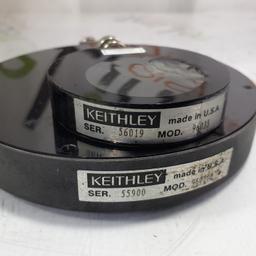 KEITHLEY made in U.S.A
SER. 56019 MOD.
KEITHLEY made in U.S.A.
SER. 55900 MOD.